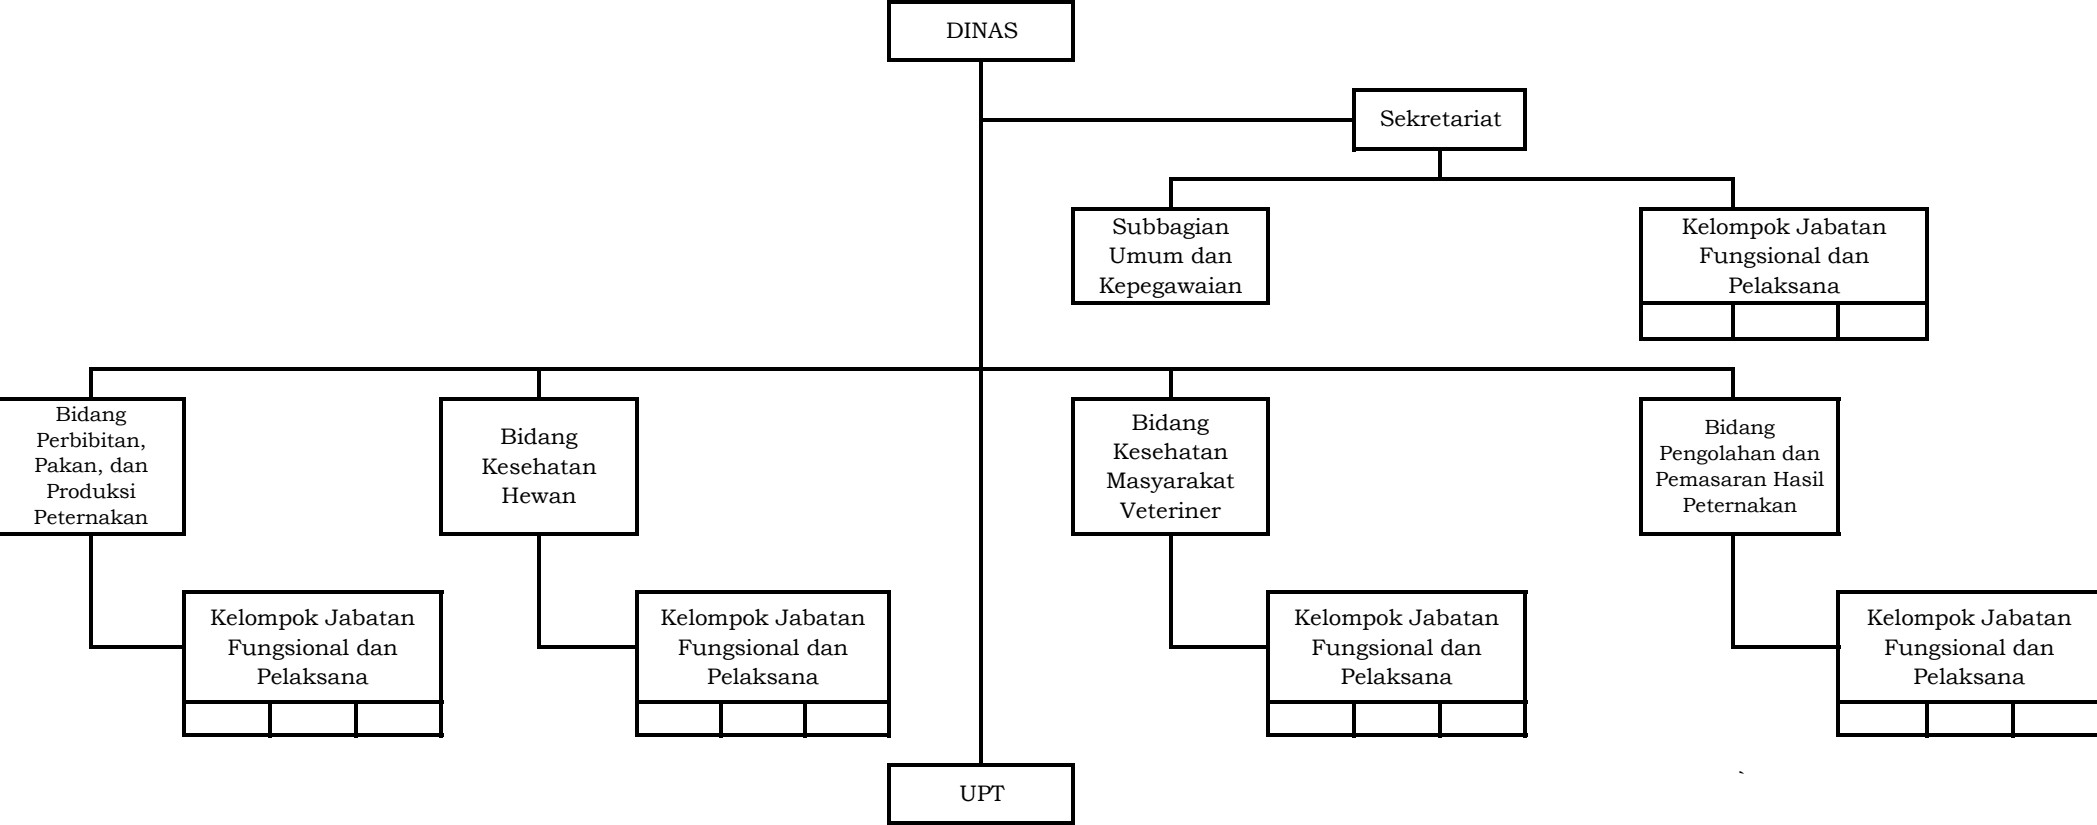 DINAS
Sekretariat
Subbagian
Umum dan
Kepegawaian
Kelompok Jabatan
Fungsional dan
Pelaksana
Bidang
Perbibitan,
Pakan, dan
Produksi
Peternakan
Bidang
Kesehatan
Hewan
Bidang
Kesehatan
Masyarakat
Veteriner
Bidang
Pengolahan dan
Pemasaran Hasil
Peternakan
Kelompok Jabatan
Fungsional dan
Pelaksana
Kelompok Jabatan
Fungsional dan
Pelaksana
Kelompok Jabatan
Fungsional dan
Pelaksana
Kelompok Jabatan
Fungsional dan
Pelaksana
`
UPT